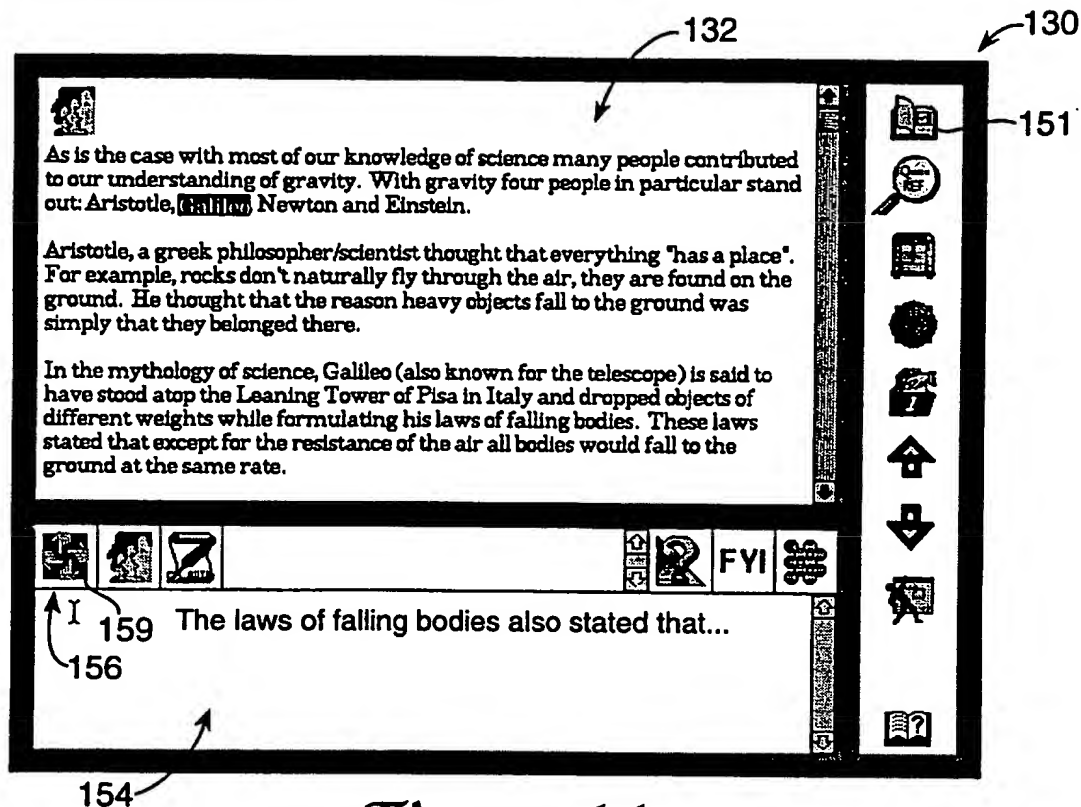 132
130
151
As is the case with most of our knowledge of science many people contributed
to our understanding of gravity. With gravity four people in particular stand
out: Aristotle, Galileo, Newton and Einstein.
Aristotle, a greek philosopher/scientist thought that everything "has a place".
For example, rocks don't naturally fly through the air, they are found on the
ground. He thought that the reason heavy objects fall to the ground was
simply that they belonged there.
In the mythology of science, Galileo (also known for the telescope) is said to
have stood atop the Leaning Tower of Pisa in Italy and dropped objects of
different weights while formulating his laws of falling bodies. These laws
stated that except for the resistance of the air all bodies would fall to the
ground at the same rate.
REF
1
FYI
?
159 The laws of falling bodies also stated that...
156
154